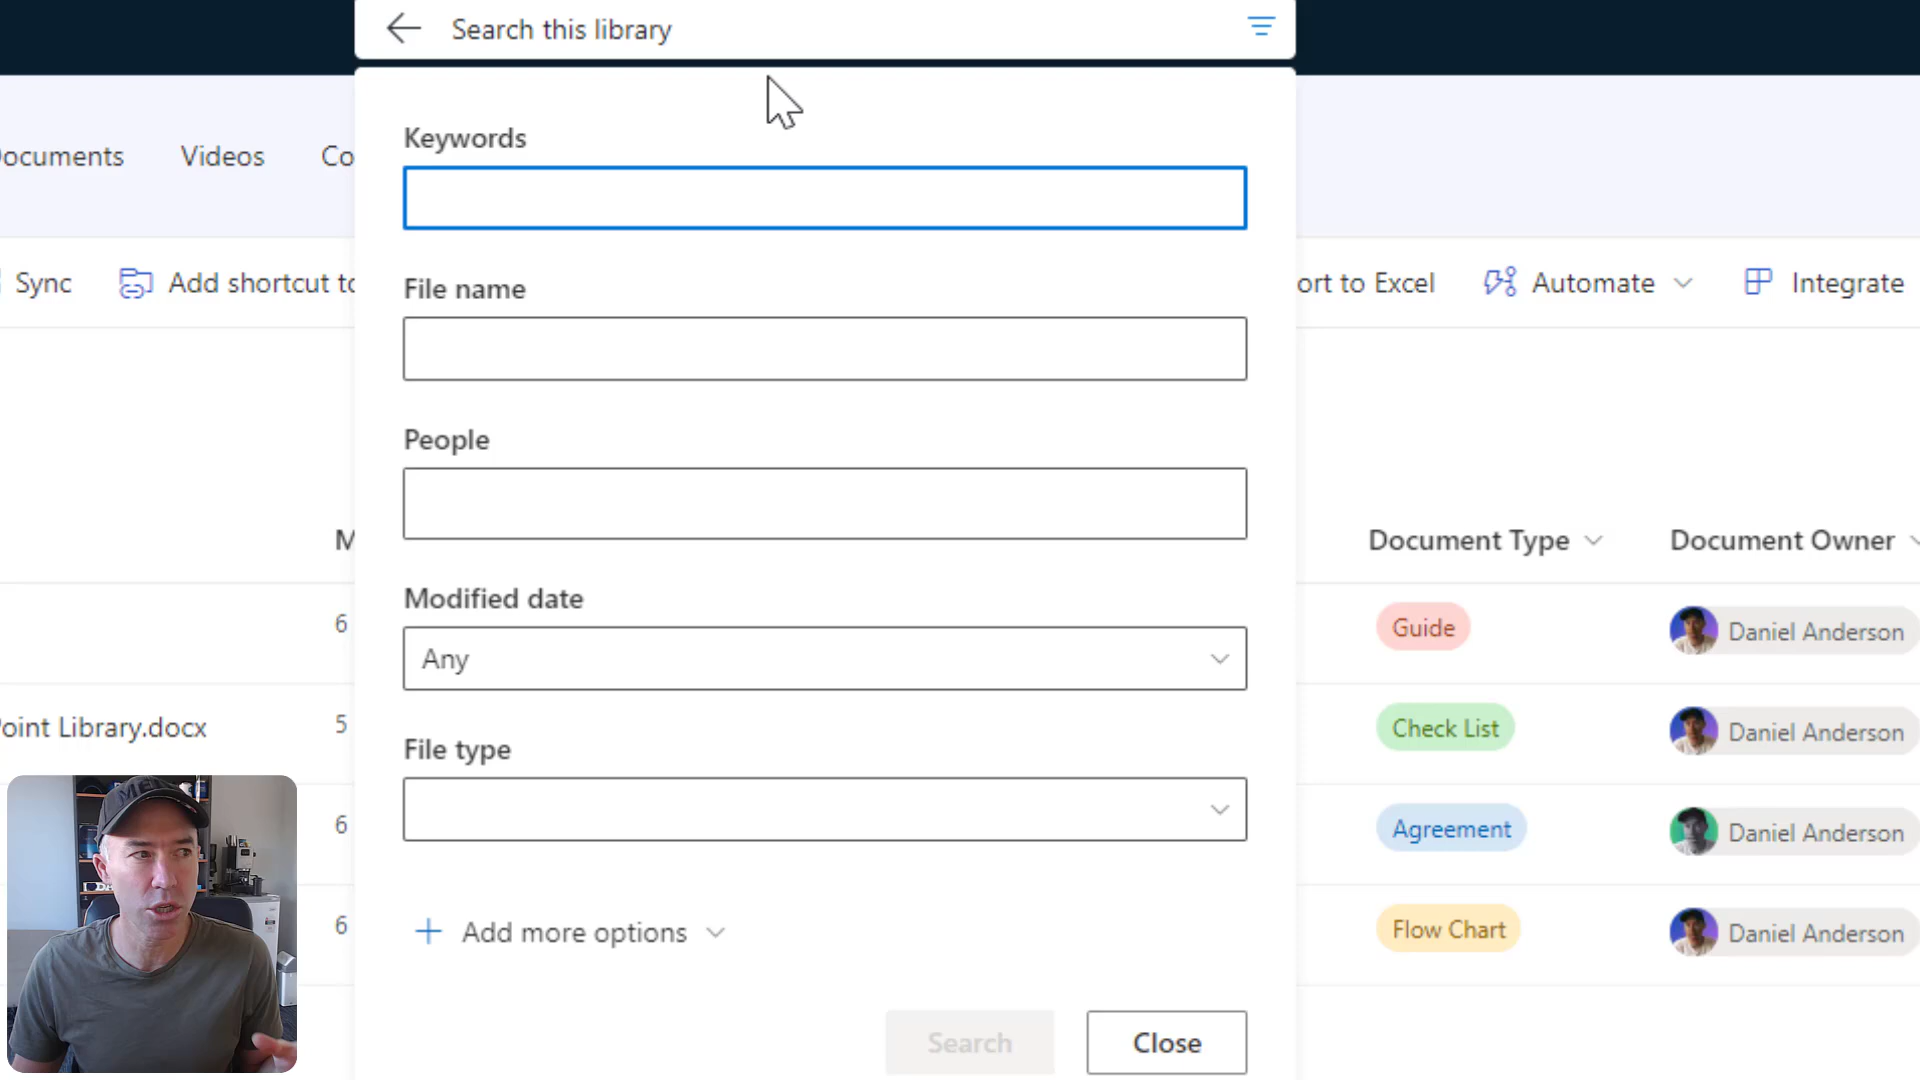 Search this library
Keywords
ocuments Videos Co
Sync Add shortcut to
ort to Excel Automate Integrate
File name
People
M
Document Type Document Owner
Modified date
6
Guide Daniel Anderson
Any
oint Library.docx
5
Check List Daniel Anderson
File type
6
Agreement Daniel Anderson
6
Flow Chart Daniel Anderson
Add more options
Search Close